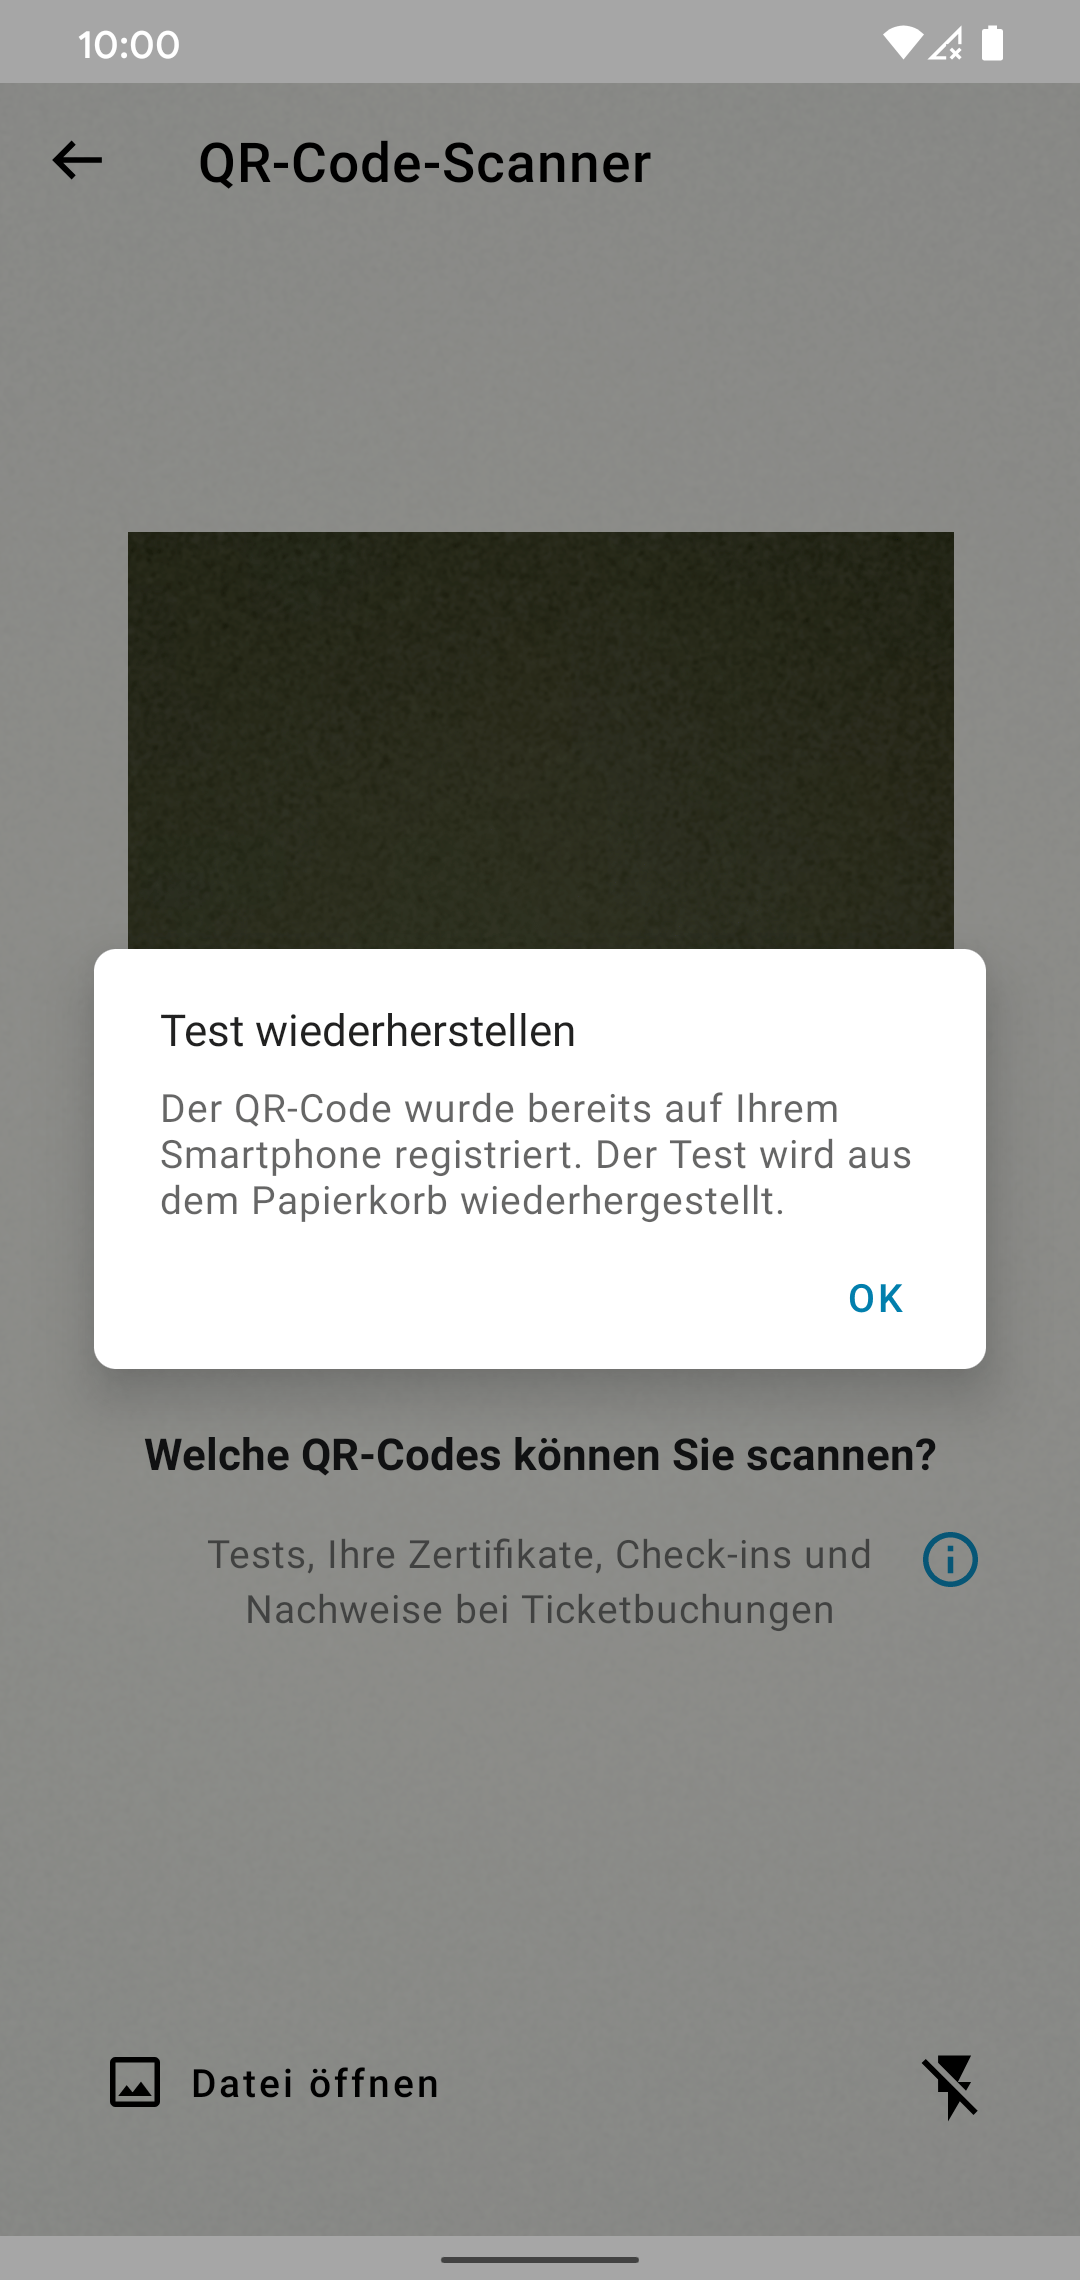 10:00
QR-Code-Scanner
Test wiederherstellen
Der QR-Code wurde bereits auf Ihrem
Smartphone registriert. Der Test wird aus
dem Papierkorb wiederhergestellt.
OK
Welche QR-Codes können Sie scannen?
Tests, Ihre Zertifikate, Check-ins und
Nachweise bei Ticketbuchungen
Datei öffnen